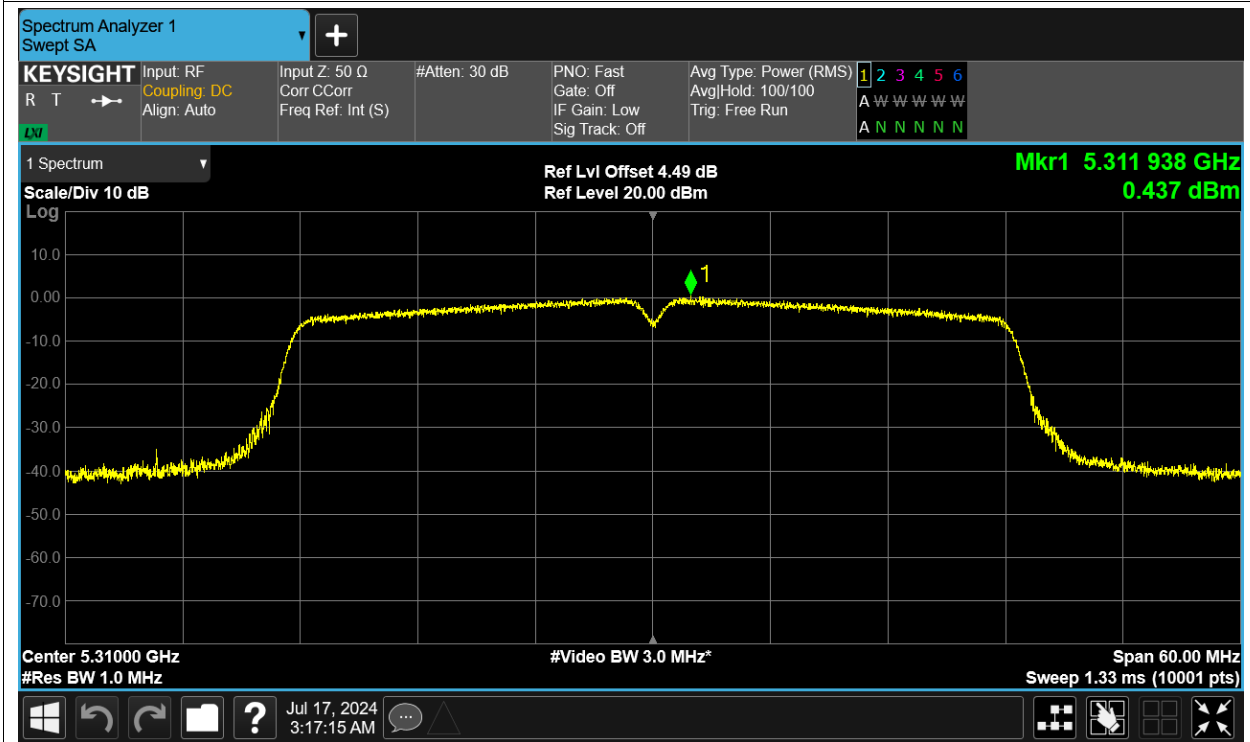 Spectrum Analyzer 1
Swept SA
KEYSIGHT
R T
LXI
Input: RF
Coupling: DC
Align: Auto
Input Z: 50 Ω
Corr CCorr
Freq Ref: Int (S)
#Atten: 30 dB
PNO: Fast
Gate: Off
IF Gain: Low
Sig Track: Off
Avg Type: Power (RMS)
Avg|Hold: 100/100
Trig: Free Run
1 2 3 4 5 6
A W W W W W
A N N N N N
1 Spectrum
Scale/Div 10 dB
Log
Ref Lvl Offset 4.49 dB
Ref Level 20.00 dBm
Mkr1 5.311 938 GHz
0.437 dBm
10.0
0.00
-10.0
-20.0
-30.0
-40.0
-50.0
-60.0
-70.0
1
Center 5.31000 GHz
#Res BW 1.0 MHz
#Video BW 3.0 MHz*
Span 60.00 MHz
Sweep 1.33 ms (10001 pts)
?
Jul 17, 2024
3:17:15 AM